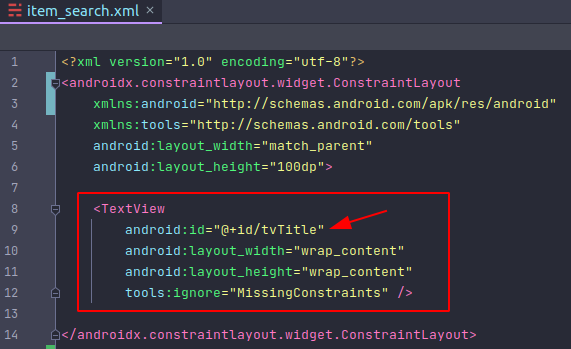 item_search.xml
1 <?xml version="1.0" encoding="utf-8"?>
2 <androidx.constraintlayout.widget.ConstraintLayout
3 xmlns:android="http://schemas.android.com/apk/res/android"
4 xmlns:tools="http://schemas.android.com/tools"
5 android:layout_width="match_parent"
6 android:layout_height="100dp">
7
8 <TextView
9 android:id="@+id/tvTitle"
10 android:layout_width="wrap_content"
11 android:layout_height="wrap_content"
12 tools:ignore="MissingConstraints" />
13
14 </androidx.constraintlayout.widget.ConstraintLayout>